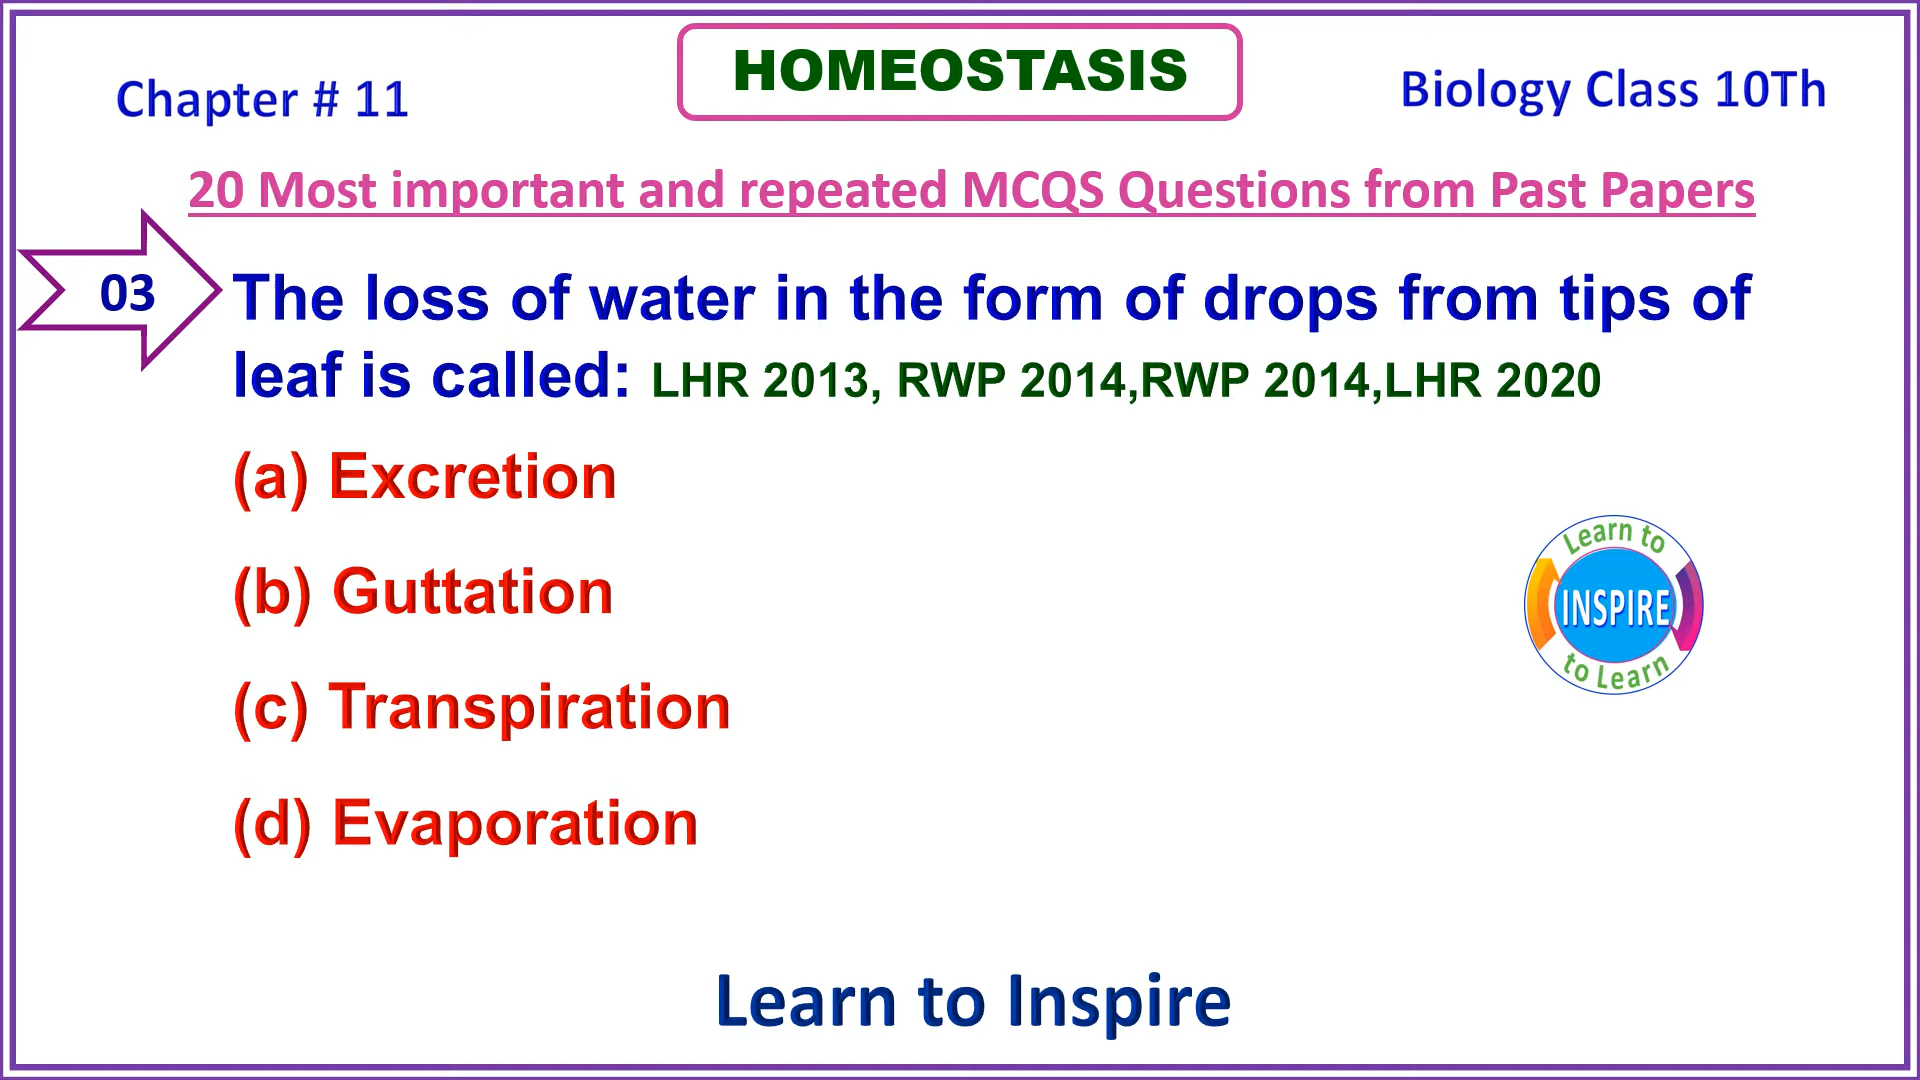 HOMEOSTASIS
Chapter # 11
Biology Class 10Th
20 Most important and repeated MCQS Questions from Past Papers
03
The loss of water in the form of drops from tips of
leaf is called: LHR 2013, RWP 2014,RWP 2014,LHR 2020
(a) Excretion
(b) Guttation
(c) Transpiration
(d) Evaporation
Learn to
INSPIRE
to Learn
Learn to Inspire